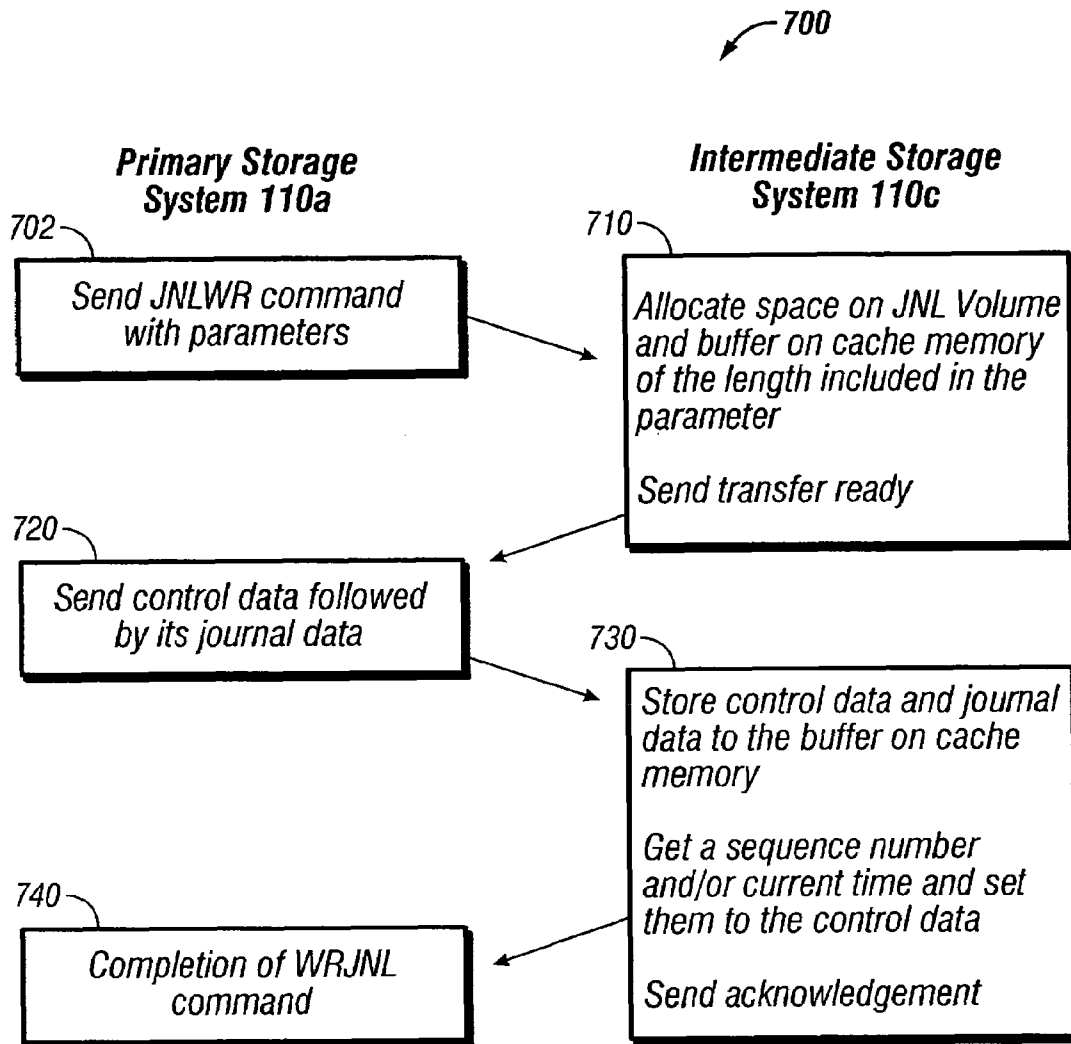 700
Primary Storage
System 110a
Intermediate Storage
System 110c
702
Send JNLWR command
with parameters
710
Allocate space on JNL Volume
and buffer on cache memory
of the length included in the
parameter
Send transfer ready
720
Send control data followed
by its journal data
730
Store control data and journal
data to the buffer on cache
memory
Get a sequence number
and/or current time and set
them to the control data
Send acknowledgement
740
Completion of WRJNL
command